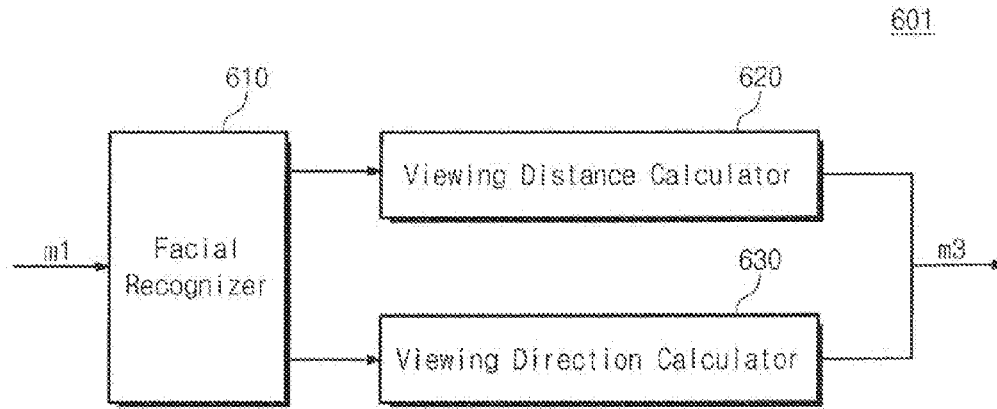 601
610
620
Viewing Distance Calculator
m1
Facial
Recognizer
m3
630
Viewing Direction Calculator